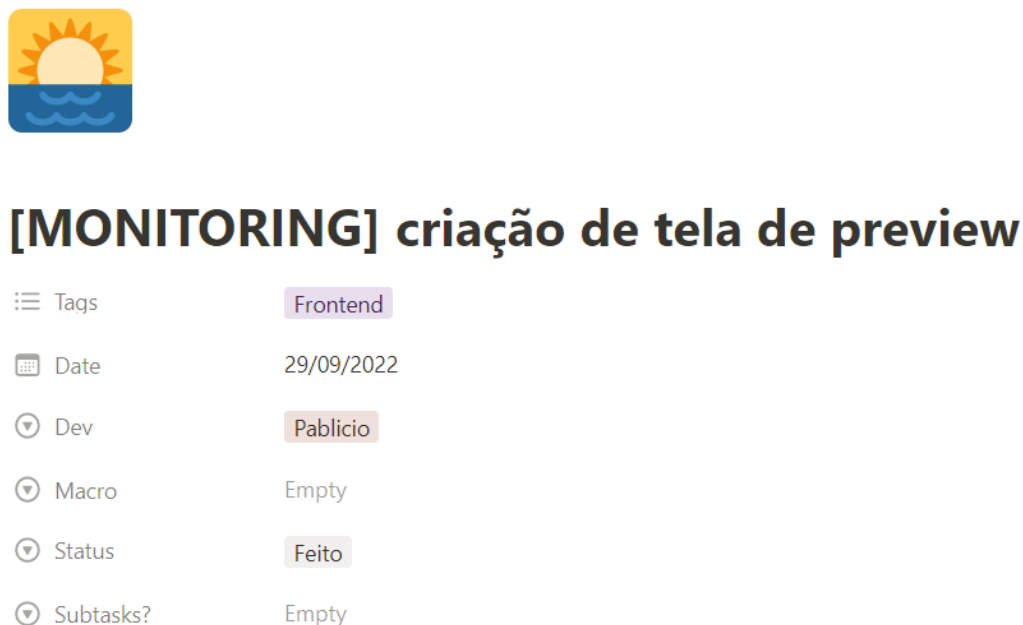 [MONITORING] criação de tela de preview
Tags Frontend
Date 29/09/2022
Dev Pablicio
Macro Empty
Status Feito
Subtasks? Empty